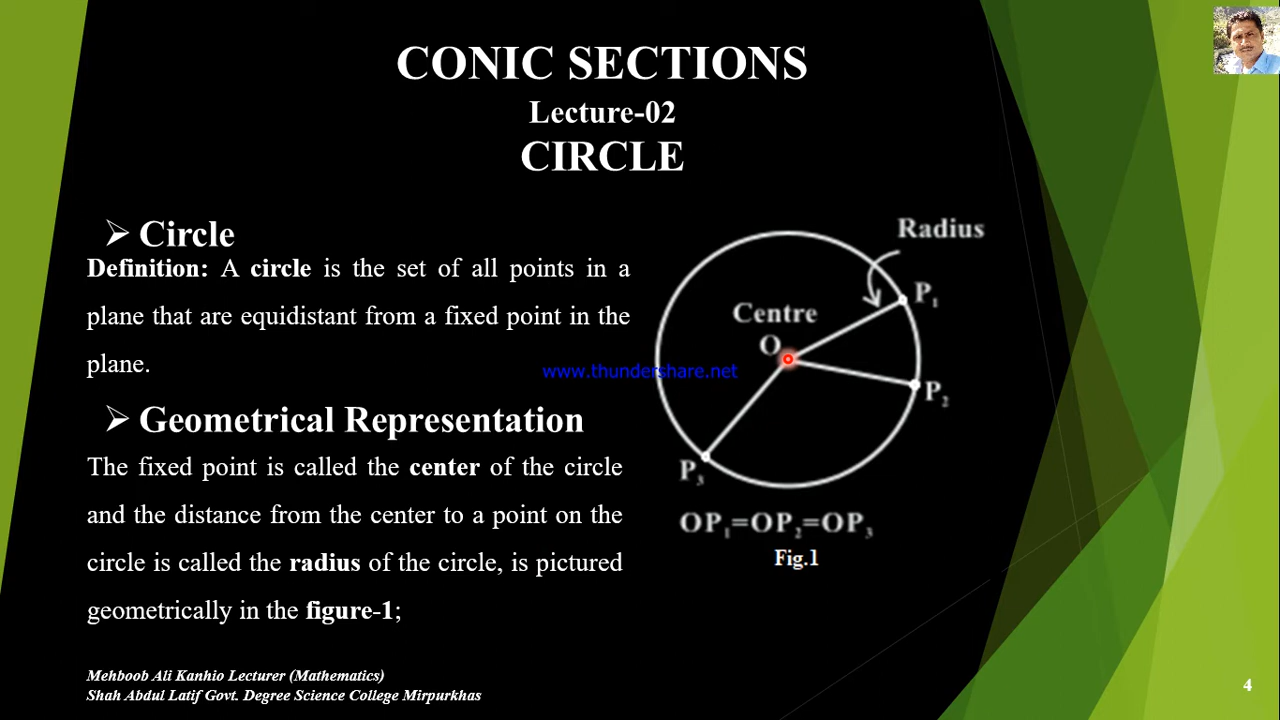 CONIC SECTIONS
Lecture-02
CIRCLE
➢ Circle
Definition: A circle is the set of all points in a
plane that are equidistant from a fixed point in the
plane.
www.thundershare.net
➢ Geometrical Representation
The fixed point is called the center of the circle
and the distance from the center to a point on the
circle is called the radius of the circle, is pictured
geometrically in the figure-1;
Radius
P₁
Centre
O
P₂
P₃
OP₁=OP₂=OP₃
Fig.1
Mehboob Ali Kanhio Lecturer (Mathematics)
Shah Abdul Latif Govt. Degree Science College Mirpurkhas
4